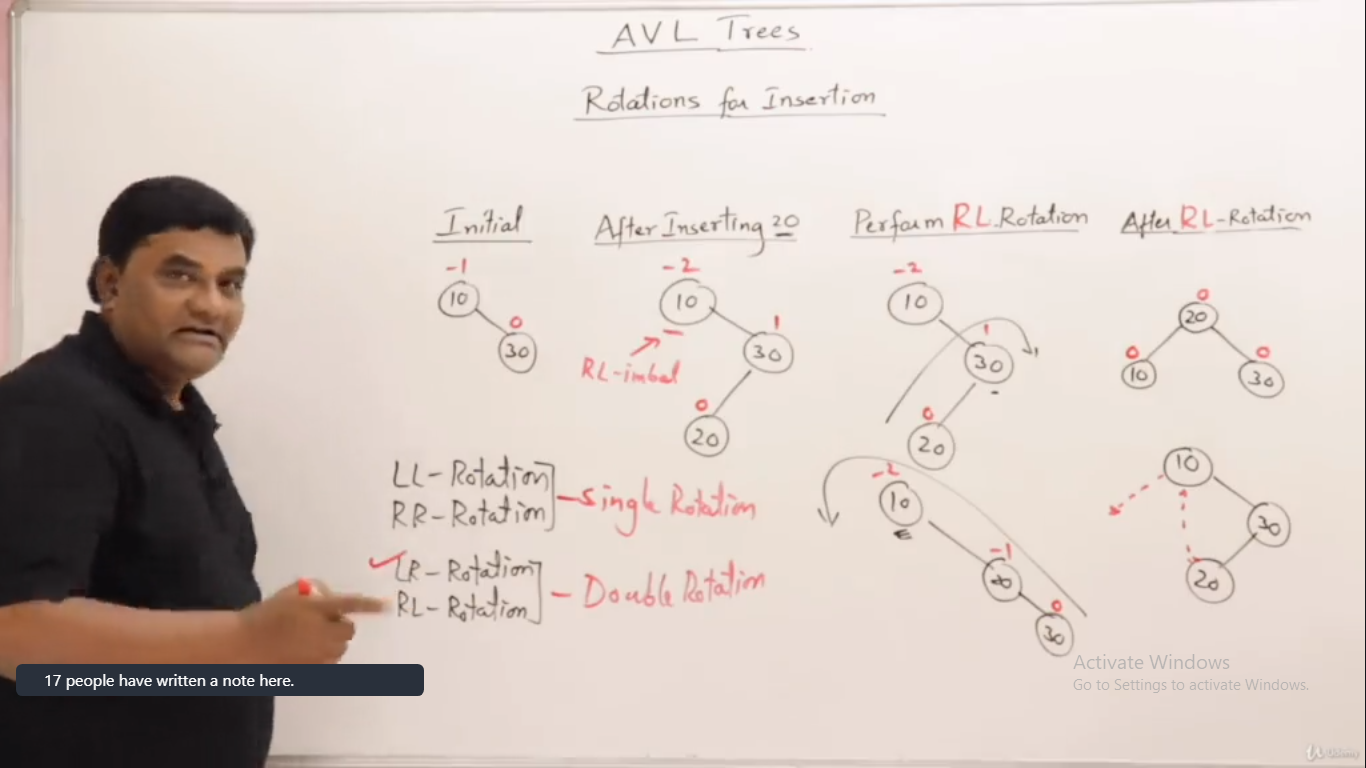 AVL Trees
Rotations for Insertion
Initial
After Inserting 20
Perform RL Rotation
After RL-Rotation
-1
10
0
30
-2
10
1
30
RL-imbal
0
20
-2
10
1
30
0
20
-2
10
-1
20
0
30
0
20
0
10
0
30
10
30
20
LL-Rotation
RR-Rotation
-Single Rotation
LR-Rotation
RL-Rotation
- Double Rotation
17 people have written a note here.
Activate Windows
Go to Settings to activate Windows.
Udemy